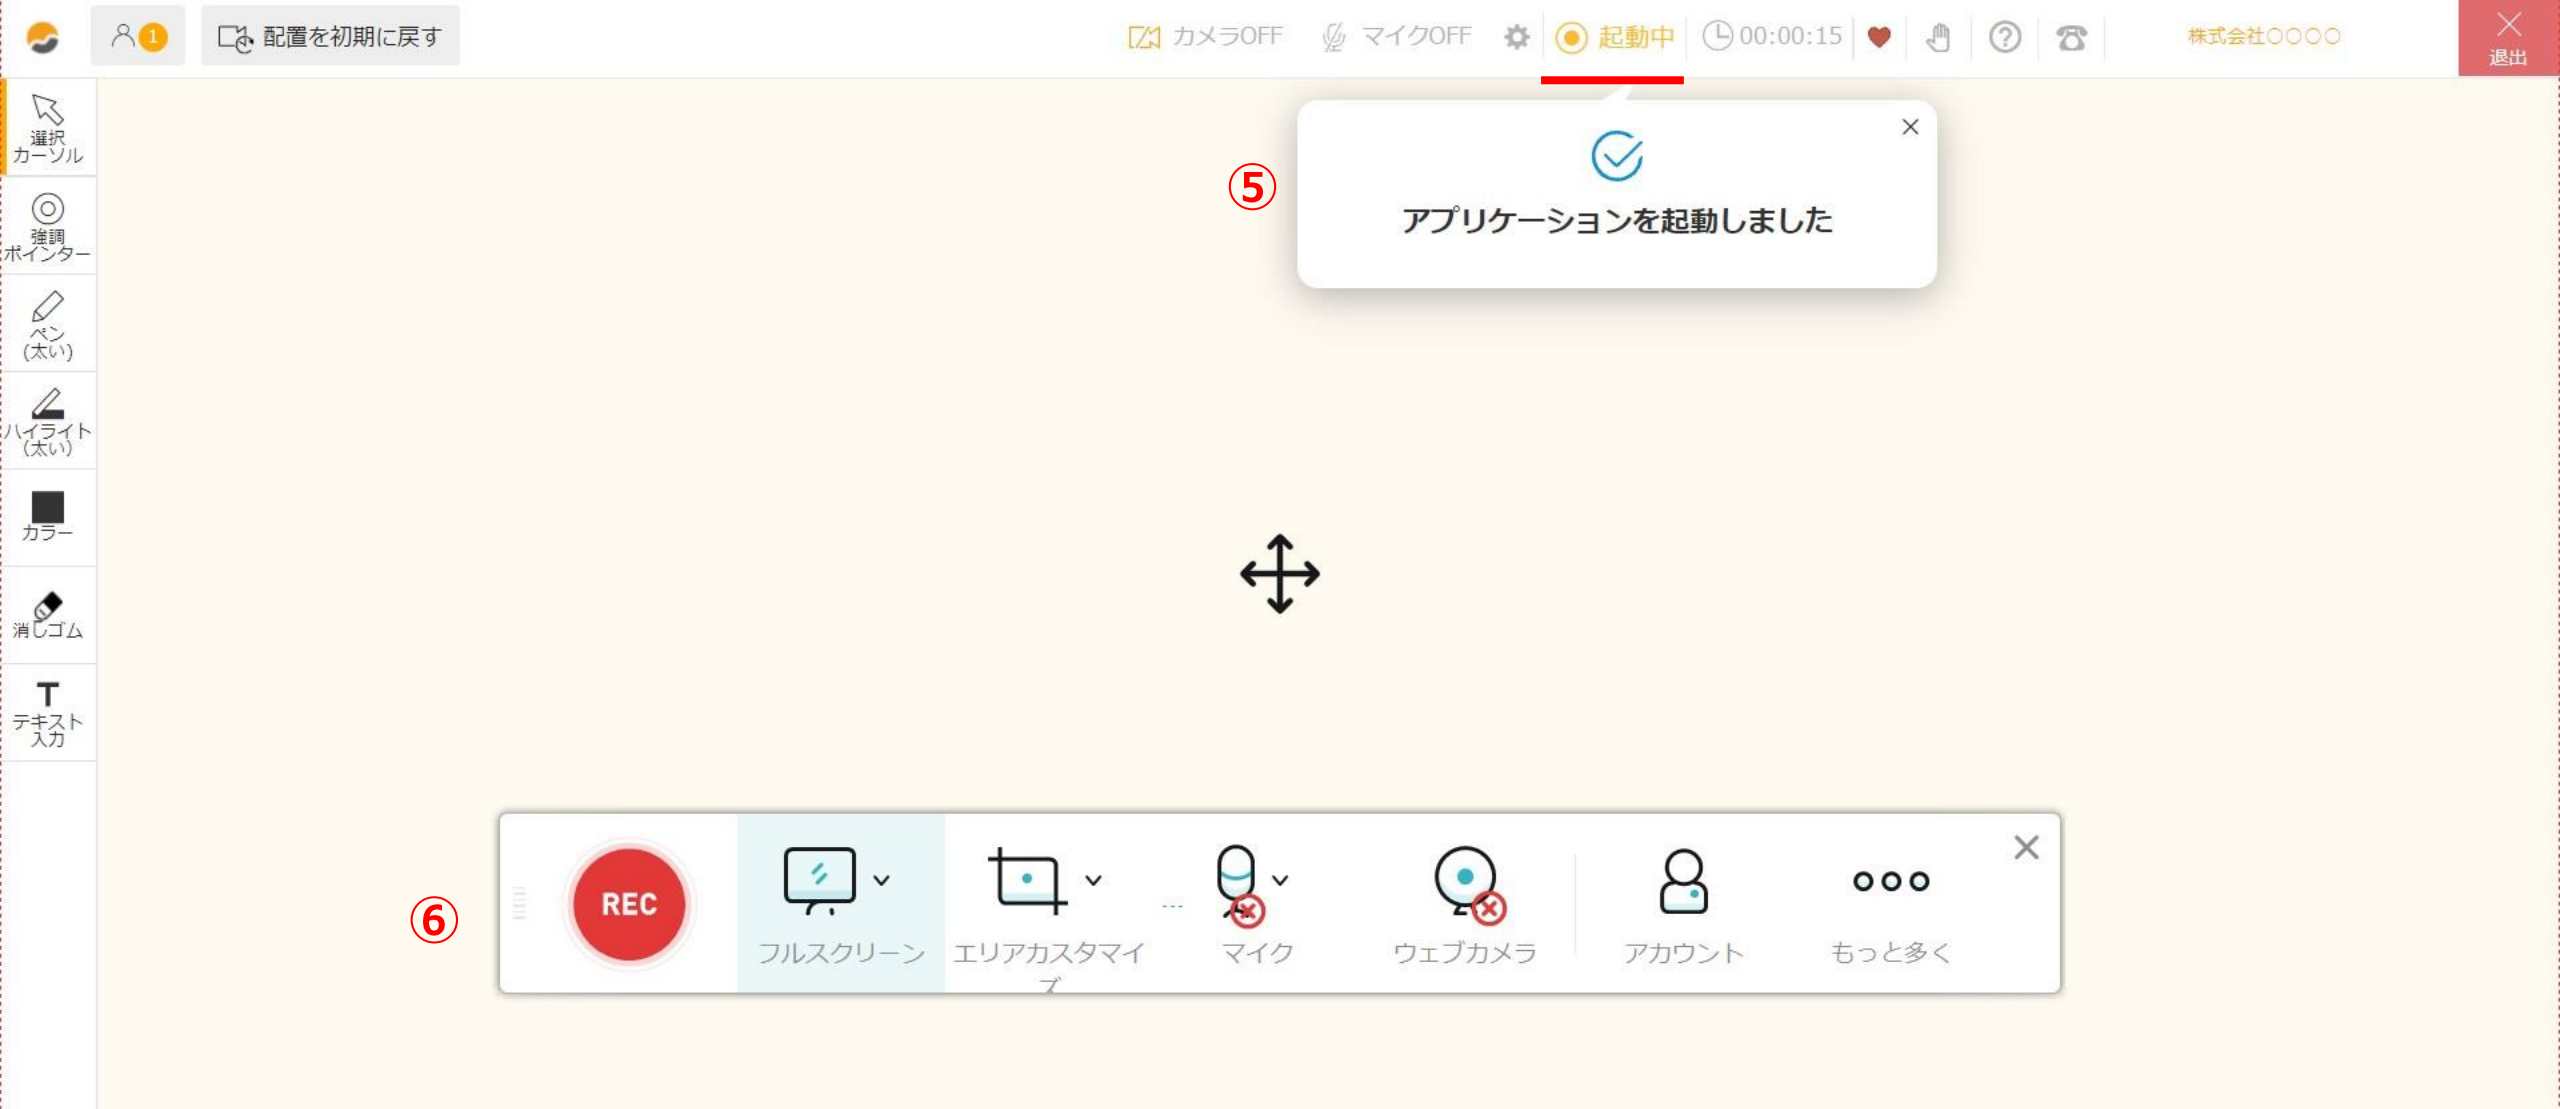 1
配置を初期に戻す
カメラOFF
マイクOFF
起動中
00:00:15
株式会社○○○○
退出
選択
カーソル
強調
ポインター
ペン
(太い)
ハイライト
(太い)
カラー
消しゴム
T
テキスト
入力
⑤
アプリケーションを起動しました
⑥
REC
フルスクリーン
エリアカスタマイ
ズ
マイク
ウェブカメラ
アカウント
もっと多く